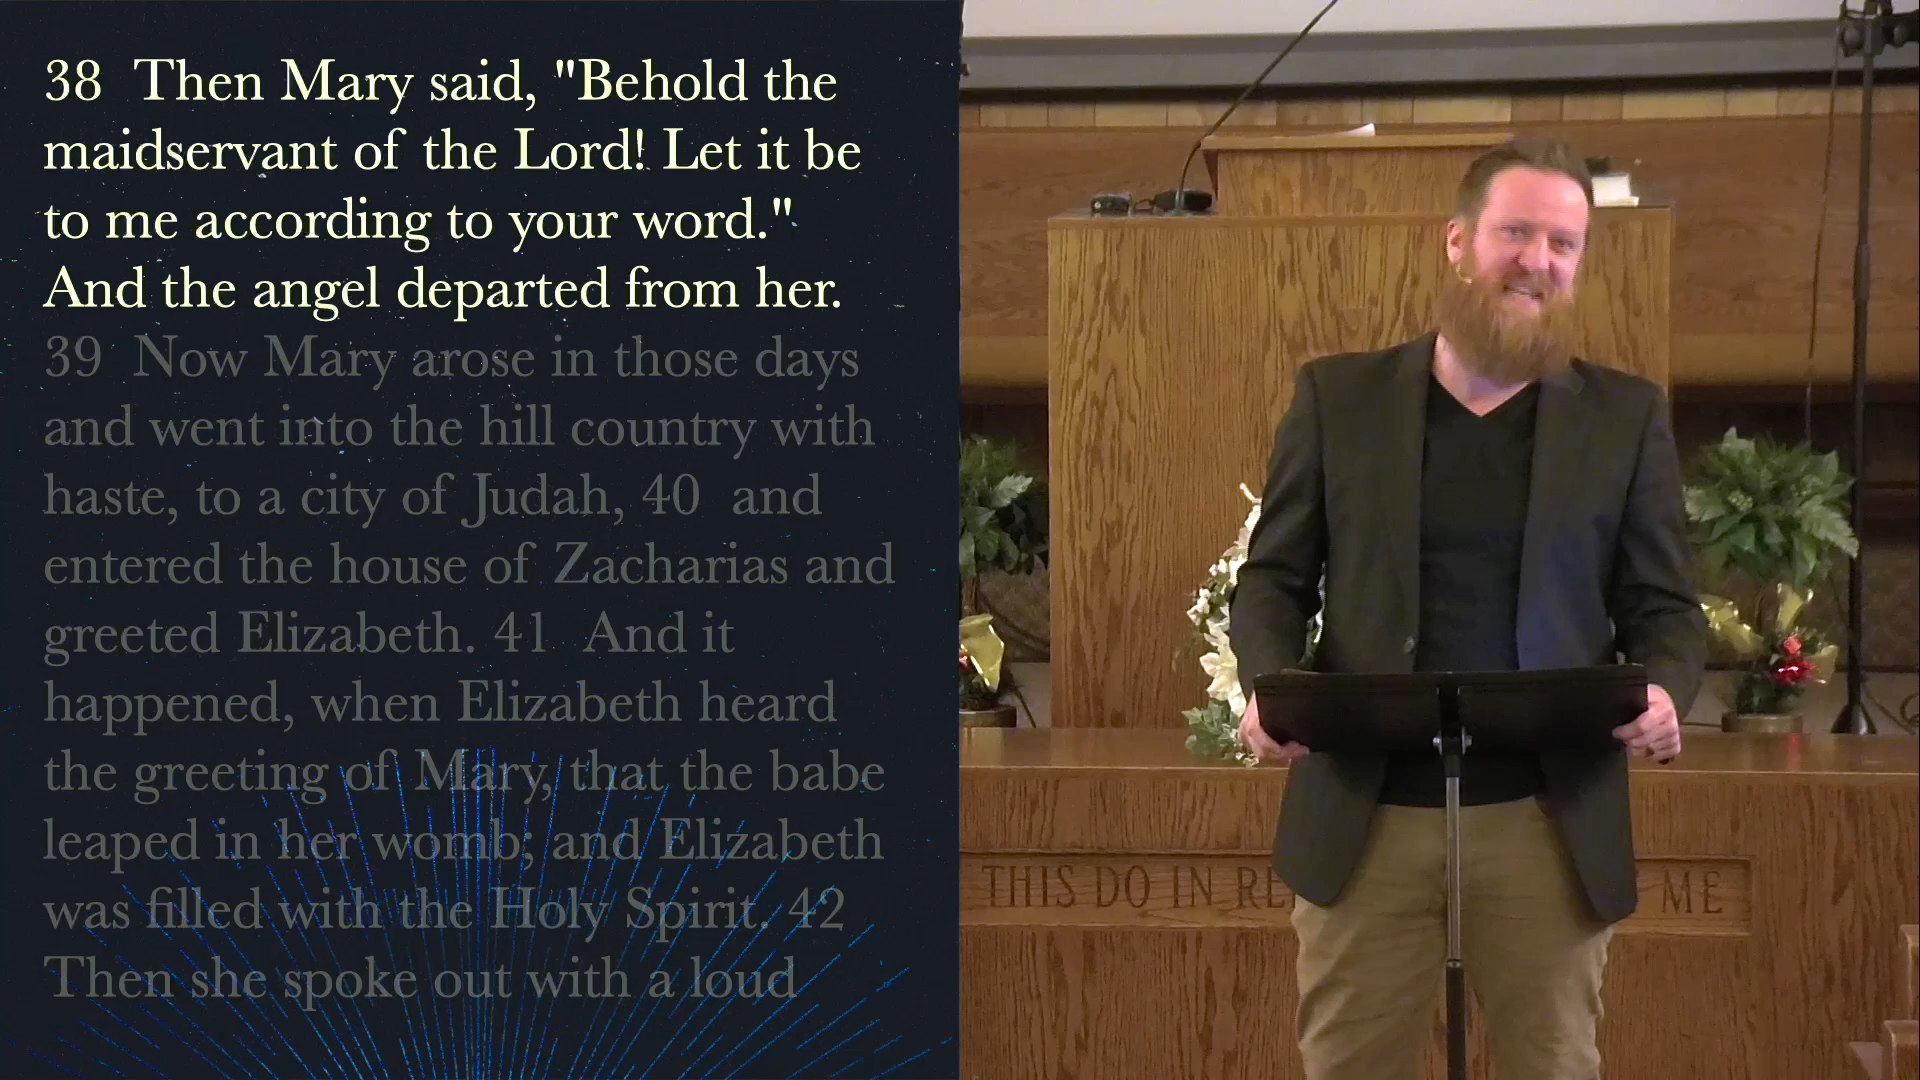 38 Then Mary said, "Behold the
maidservant of the Lord! Let it be
to me according to your word."
And the angel departed from her.
39 Now Mary arose in those days
and went into the hill country with
haste, to a city of Judah, 40 and
entered the house of Zacharias and
greeted Elizabeth. 41 And it
happened, when Elizabeth heard
the greeting of Mary, that the babe
leaped in her womb; and Elizabeth
was filled with the Holy Spirit. 42
Then she spoke out with a loud
THIS DO IN RE ME